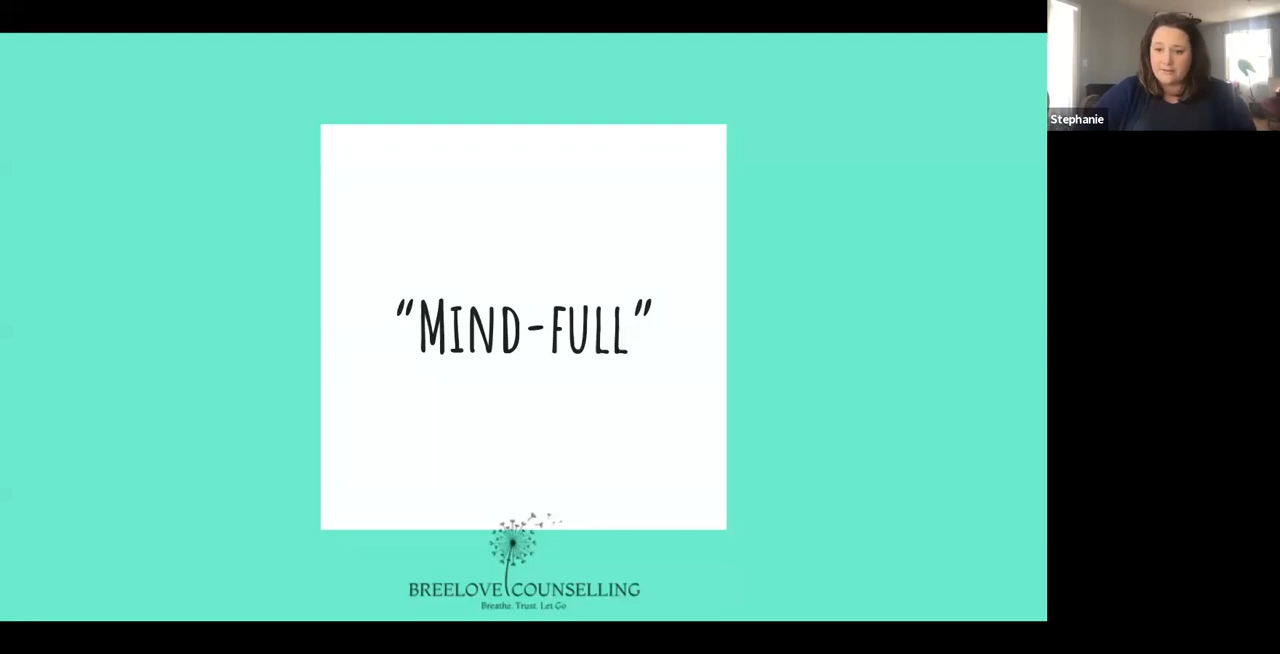 Stephanie
“Mind-full”
BREELOVE COUNSELLING
Breathe. Trust. Let Go